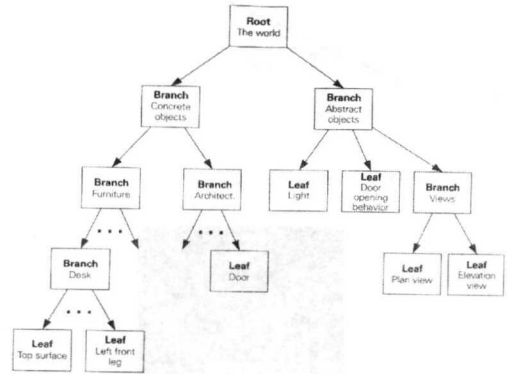 Root
The world
Branch
Concrete
objects
Branch
Abstract
objects
Branch
Furniture
Branch
Architect.
Leaf
Light
Leaf
Door
opening
behavior
Branch
Views
• • •
• • •
Branch
Desk
Leaf
Door
Leaf
Plan view
Leaf
Elevation
view
• • •
Leaf
Top surface
Leaf
Left front
leg